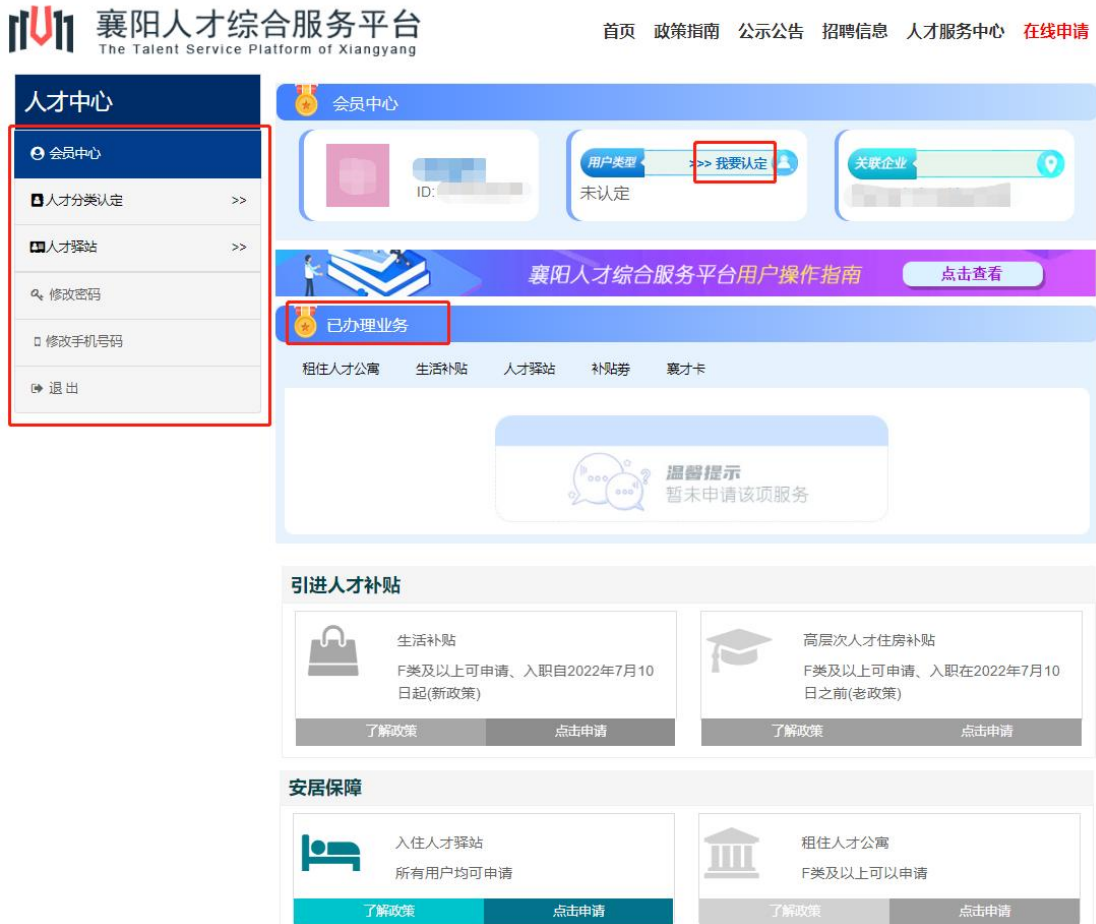 襄阳人才综合服务平台
The Talent Service Platform of Xiangyang
首页 政策指南 公示公告 招聘信息 人才服务中心 在线申请
人才中心
会员中心
人才分类认定 >>
人才驿站 >>
修改密码
修改手机号码
退出
会员中心
ID:
用户类型 >>> 我要认定
未认定
关联企业
襄阳人才综合服务平台用户操作指南 点击查看
已办理业务
租住人才公寓 生活补贴 人才驿站 补贴劵 襄才卡
温馨提示
暂未申请该项服务
引进人才补贴
生活补贴
F类及以上可申请、入职自2022年7月10
日起(新政策)
了解政策 点击申请
高层次人才住房补贴
F类及以上可申请、入职在2022年7月10
日之前(老政策)
了解政策 点击申请
安居保障
入住人才驿站
所有用户均可申请
了解政策 点击申请
租住人才公寓
F类及以上可以申请
了解政策 点击申请